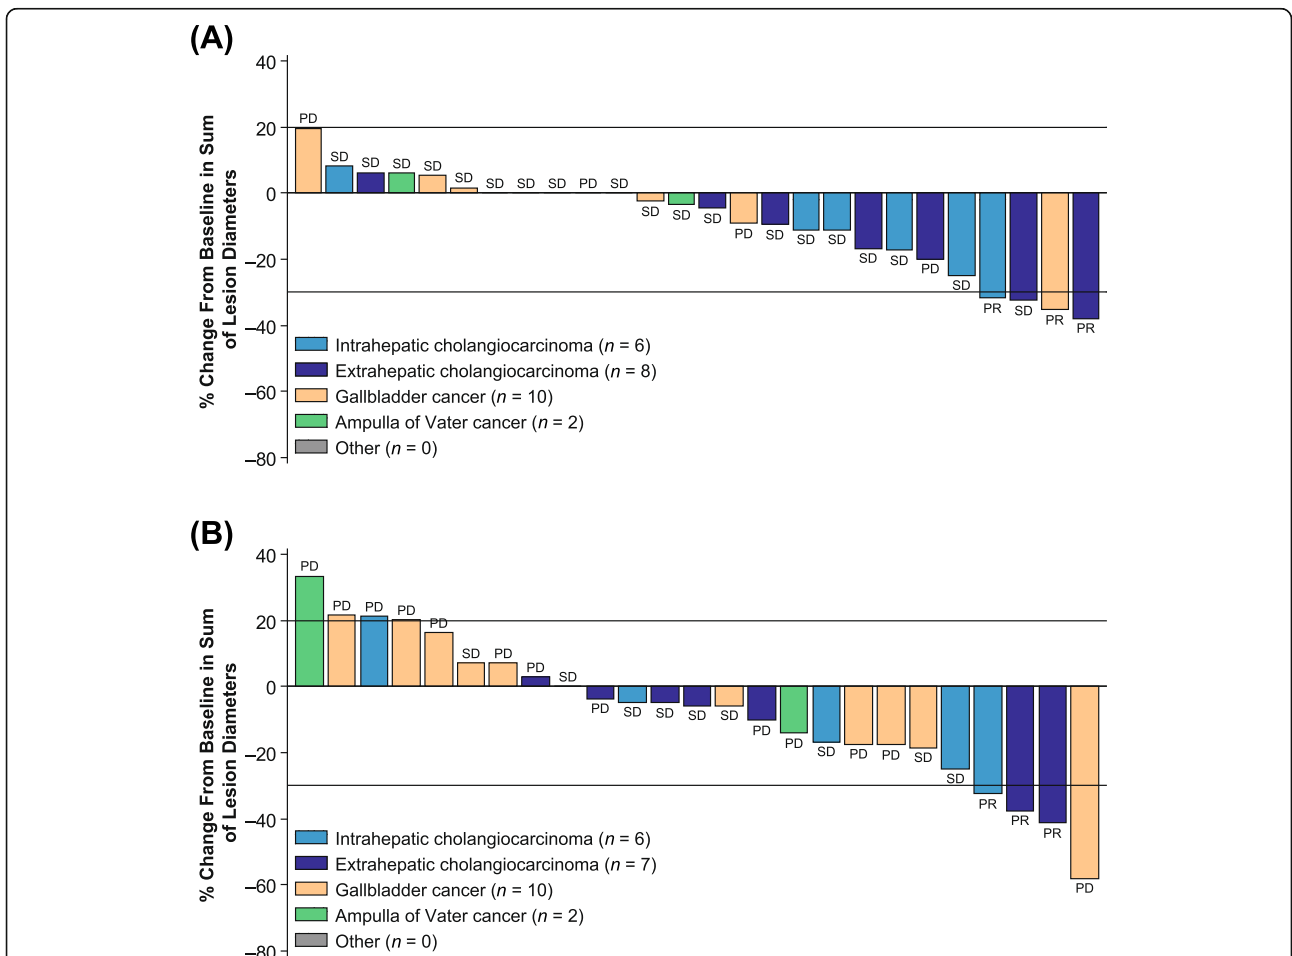 (A)
% Change From Baseline in Sum
of Lesion Diameters
40
20
0
–20
–40
–60
–80
PD
SD
SD
SD
SD
SD
SD
SD
SD
PD
SD
SD
SD
SD
PD
SD
SD
SD
SD
SD
PD
SD
PR
SD
PR
PR
Intrahepatic cholangiocarcinoma (n = 6)
Extrahepatic cholangiocarcinoma (n = 8)
Gallbladder cancer (n = 10)
Ampulla of Vater cancer (n = 2)
Other (n = 0)
(B)
% Change From Baseline in Sum
of Lesion Diameters
40
20
0
–20
–40
–60
–80
PD
PD
PD
PD
PD
SD
PD
PD
SD
PD
SD
SD
SD
SD
PD
PD
SD
PD
PD
SD
SD
PR
PR
PR
PD
Intrahepatic cholangiocarcinoma (n = 6)
Extrahepatic cholangiocarcinoma (n = 7)
Gallbladder cancer (n = 10)
Ampulla of Vater cancer (n = 2)
Other (n = 0)